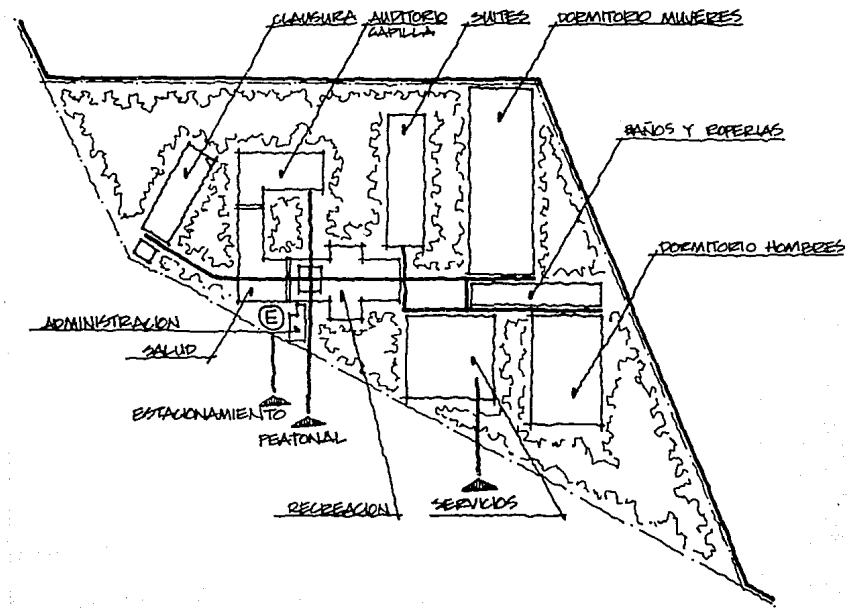 CLAUSURA
AUDITORIO
CAPILLA
SUITES
DORMITORIO MUJERES
BAÑOS Y ROPERIAS
DORMITORIO HOMBRES
ADMINISTRACION
SALUD
E
ESTACIONAMIENTO
PEATONAL
RECREACION
SERVICIOS